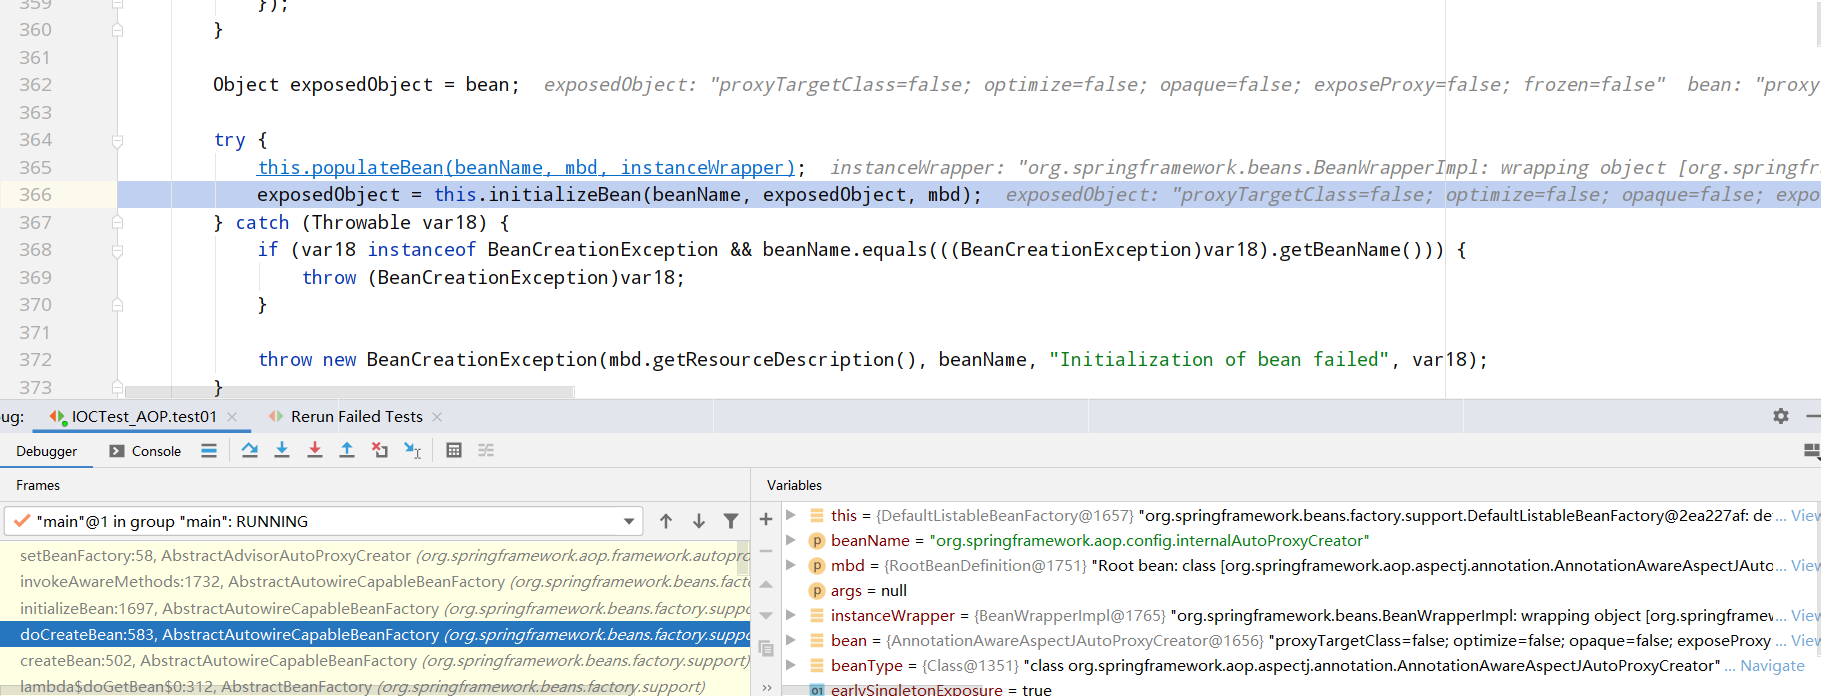 359 });
360 }
361
362 Object exposedObject = bean; exposedObject: "proxyTargetClass=false; optimize=false; opaque=false; exposeProxy=false; frozen=false" bean: "proxy
363
364 try {
365 this.populateBean(beanName, mbd, instanceWrapper); instanceWrapper: "org.springframework.beans.BeanWrapperImpl: wrapping object [org.springfr
366 exposedObject = this.initializeBean(beanName, exposedObject, mbd); exposedObject: "proxyTargetClass=false; optimize=false; opaque=false; expo
367 } catch (Throwable var18) {
368 if (var18 instanceof BeanCreationException && beanName.equals(((BeanCreationException)var18).getBeanName())) {
369 throw (BeanCreationException)var18;
370 }
371
372 throw new BeanCreationException(mbd.getResourceDescription(), beanName, "Initialization of bean failed", var18);
373 }
ug: IOCTest_AOP.test01 Rerun Failed Tests
Debugger Console
Frames
"main"@1 in group "main": RUNNING
setBeanFactory:58, AbstractAdvisorAutoProxyCreator (org.springframework.aop.framework.autopro
invokeAwareMethods:1732, AbstractAutowireCapableBeanFactory (org.springframework.beans.fact
initializeBean:1697, AbstractAutowireCapableBeanFactory (org.springframework.beans.factory.suppo
doCreateBean:583, AbstractAutowireCapableBeanFactory (org.springframework.beans.factory.suppo
createBean:502, AbstractAutowireCapableBeanFactory (org.springframework.beans.factory.support)
lambda$doGetBean$0:312, AbstractBeanFactory (org.springframework.beans.factory.support)
Variables
this = {DefaultListableBeanFactory@1657} "org.springframework.beans.factory.support.DefaultListableBeanFactory@2ea227af: de... View
beanName = "org.springframework.aop.config.internalAutoProxyCreator"
mbd = {RootBeanDefinition@1751} "Root bean: class [org.springframework.aop.aspectj.annotation.AnnotationAwareAspectJAuto... View
args = null
instanceWrapper = {BeanWrapperImpl@1765} "org.springframework.beans.BeanWrapperImpl: wrapping object [org.springframew... View
bean = {AnnotationAwareAspectJAutoProxyCreator@1656} "proxyTargetClass=false; optimize=false; opaque=false; exposeProxy... View
beanType = {Class@1351} "class org.springframework.aop.aspectj.annotation.AnnotationAwareAspectJAutoProxyCreator" ... Navigate
earlySingletonExposure = true